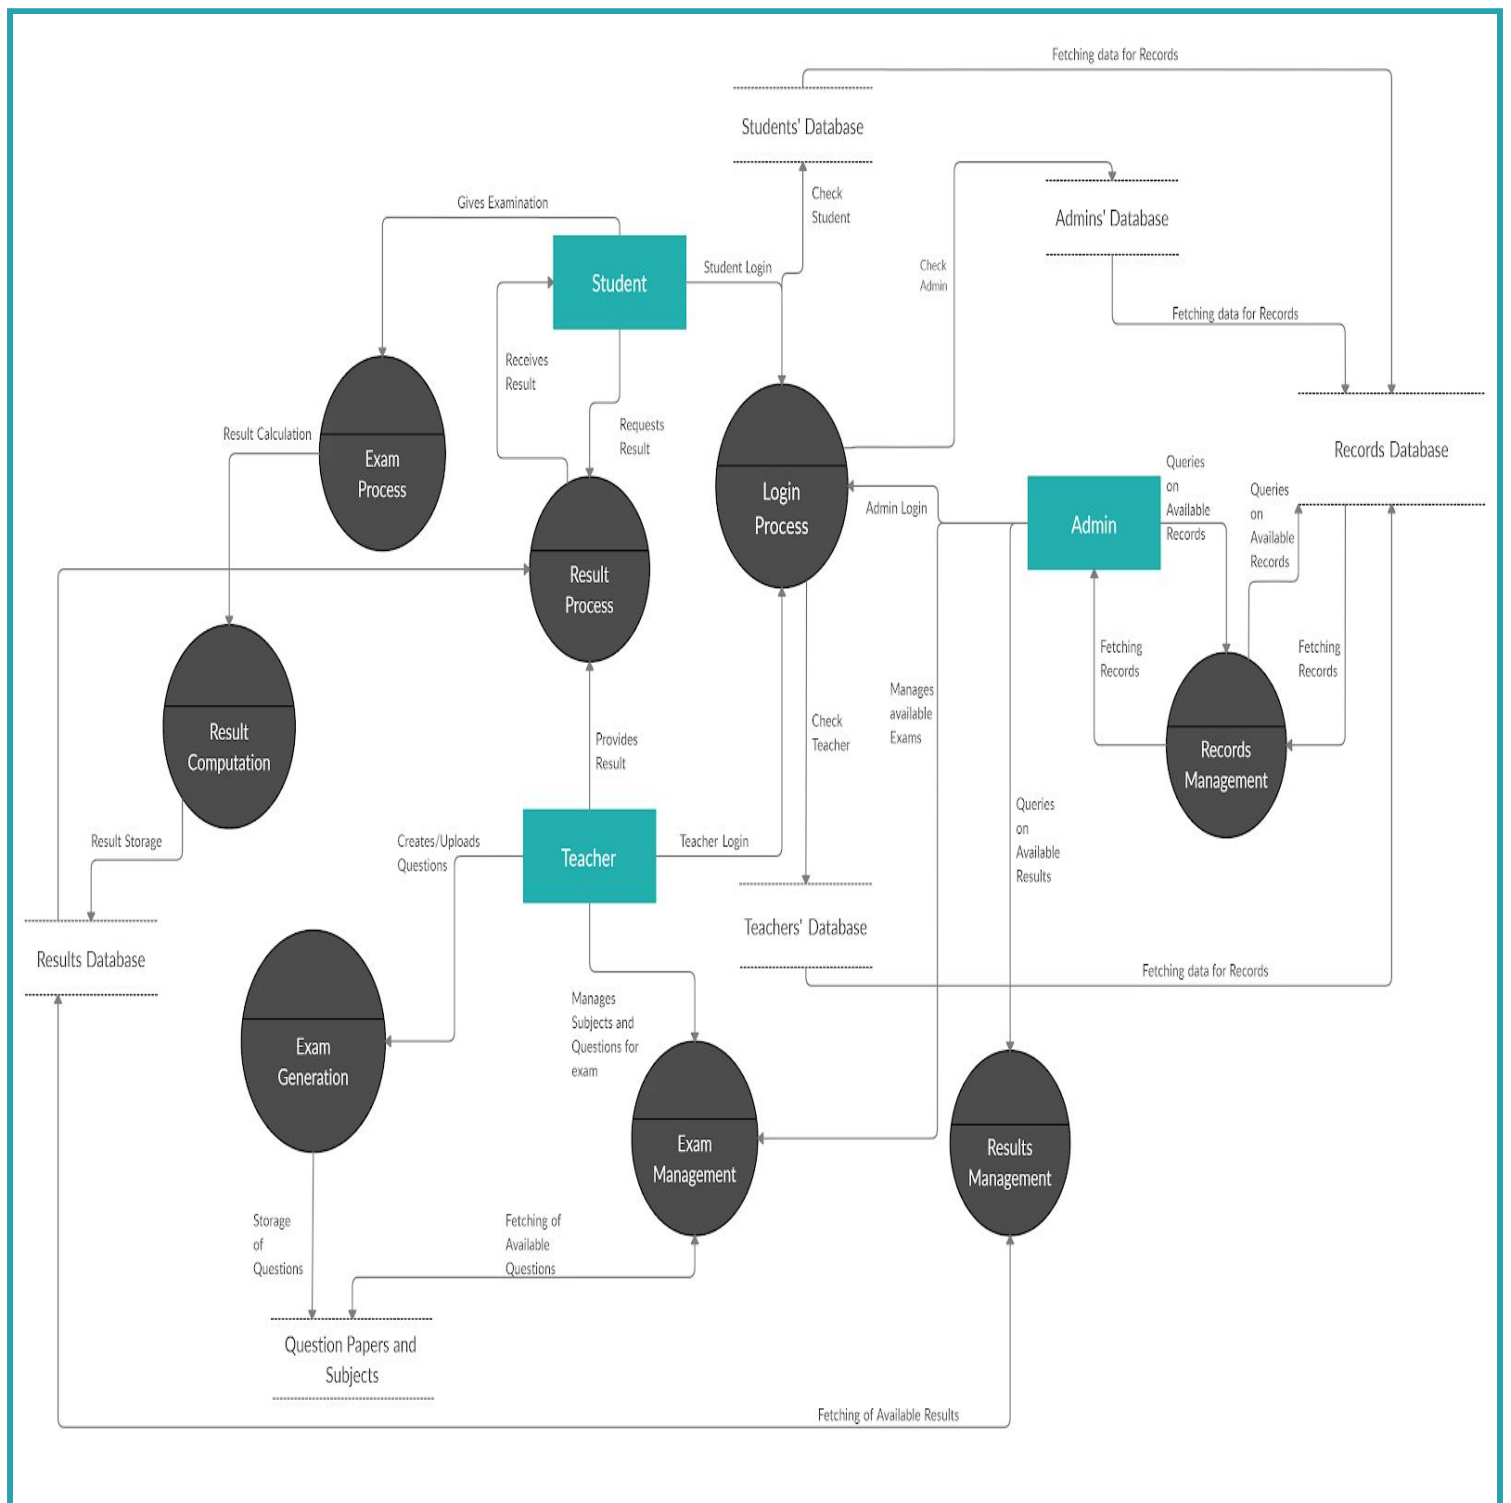 Fetching data for Records
Students' Database
Check
Student
Admins' Database
Gives Examination
Student Login
Student
Check
Admin
Fetching data for Records
Receives
Result
Requests
Result
Result Calculation
Exam
Process
Login
Process
Admin Login
Admin
Queries
on
Available
Records
Queries
on
Available
Records
Records Database
Result
Process
Fetching
Records
Fetching
Records
Manages
available
Exams
Check
Teacher
Provides
Result
Result
Computation
Records
Management
Queries
on
Available
Results
Result Storage
Creates/Uploads
Questions
Teacher
Teacher Login
Results Database
Teachers' Database
Fetching data for Records
Manages
Subjects and
Questions for
exam
Exam
Generation
Exam
Management
Results
Management
Storage
of
Questions
Fetching of
Available
Questions
Question Papers and
Subjects
Fetching of Available Results